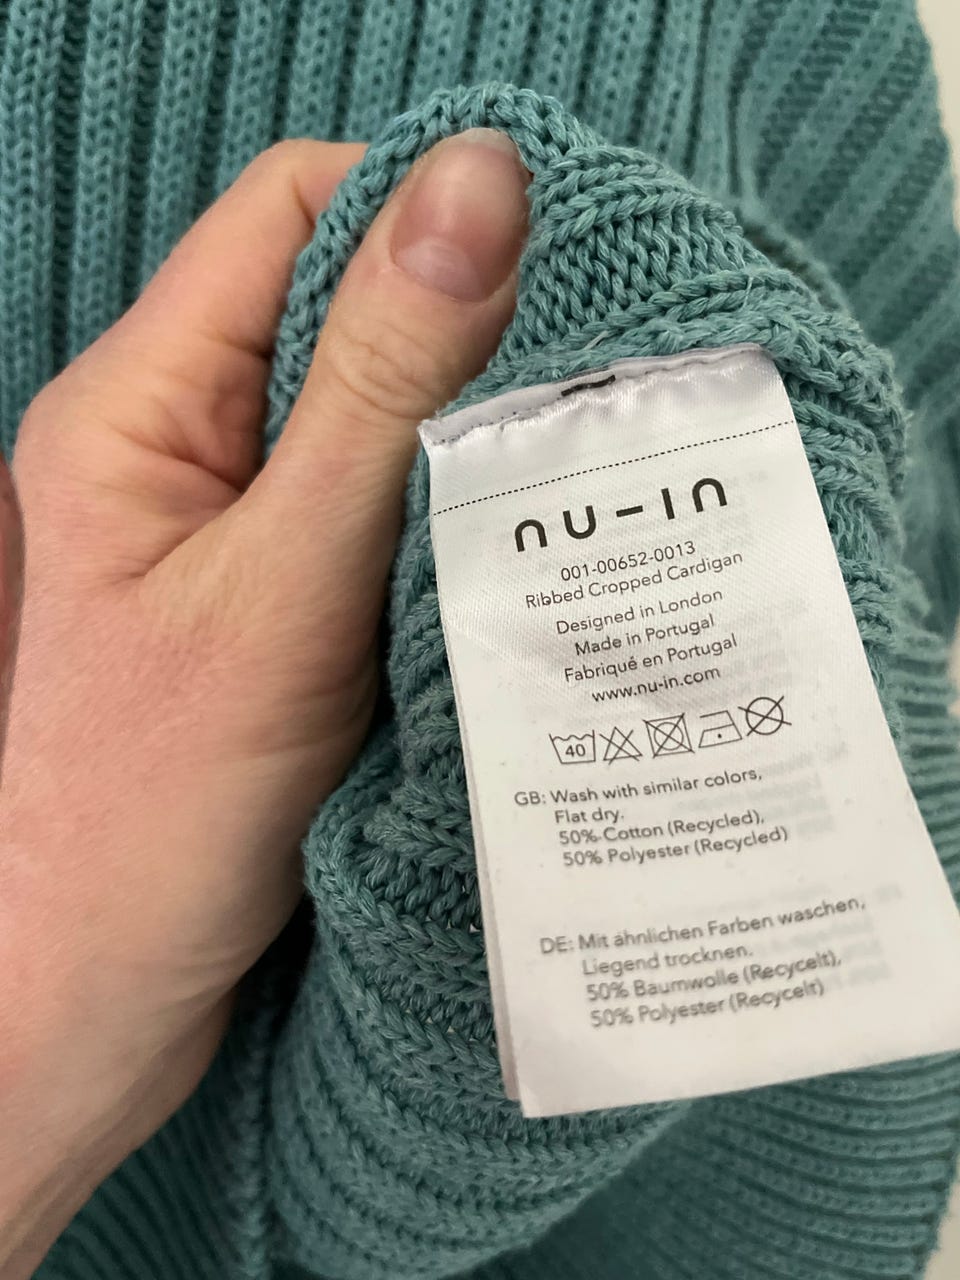 nu-in
001-00652-0013
Ribbed Cropped Cardigan
Designed in London
Made in Portugal
Fabriqué en Portugal
www.nu-in.com
40
GB: Wash with similar colors,
Flat dry.
50% Cotton (Recycled),
50% Polyester (Recycled)
DE: Mit ähnlichen Farben waschen,
Liegend trocknen.
50% Baumwolle (Recycelt),
50% Polyester (Recycelt)